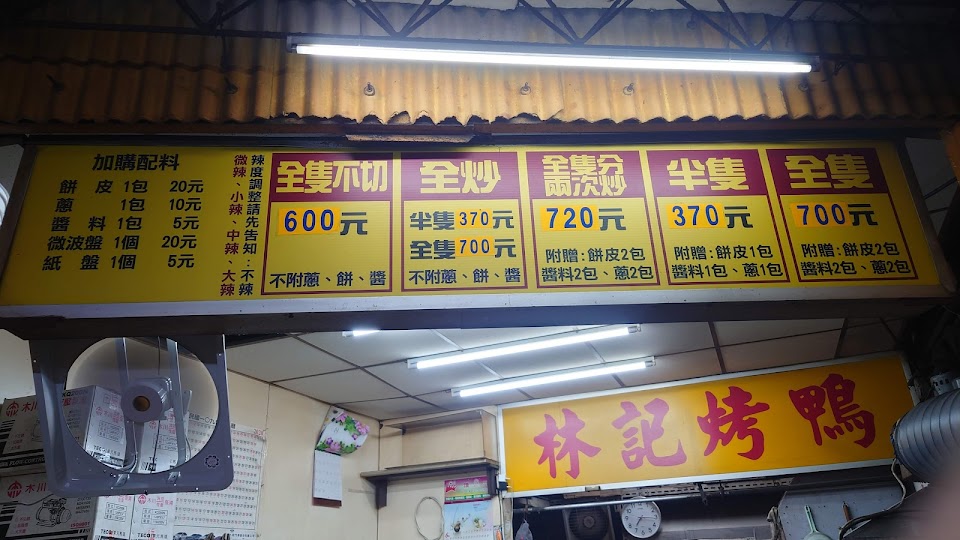 加購配料
餅 皮 1包 20元
蔥 1包 10元
醬 料 1包 5元
微波盤 1個 20元
紙 盤 1個 5元
辣度調整請先告知：不辣
微辣、小辣、中辣、大辣
全隻不切
600元
不附蔥、餅、醬
全炒
半隻370元
全隻700元
不附蔥、餅、醬
全隻分
兩次炒
720元
附贈：餅皮2包
醬料2包、蔥2包
半隻
370元
附贈：餅皮1包
醬料1包、蔥1包
全隻
700元
附贈：餅皮2包
醬料2包、蔥2包
林記烤鴨
木川
木川
TECO